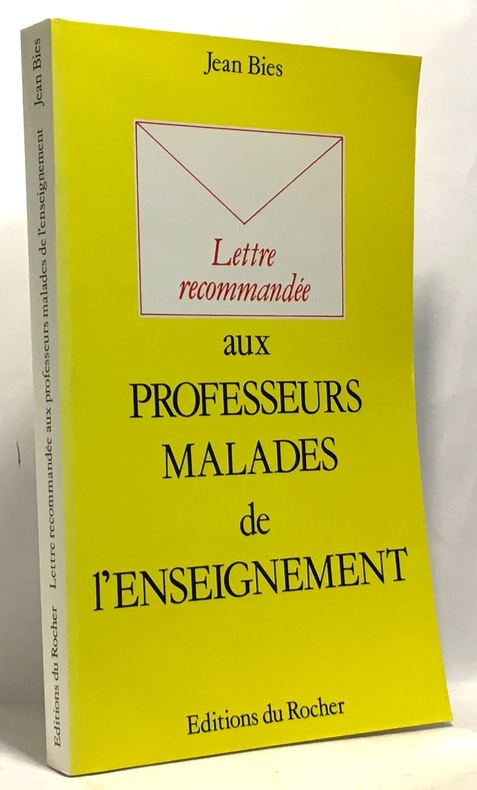 Jean Bies
Lettre
recommandée
aux
PROFESSEURS
MALADES
de
l'ENSEIGNEMENT
Editions du Rocher
Editions du Rocher Lettre recommandée aux professeurs malades de l'enseignement Jean Bies